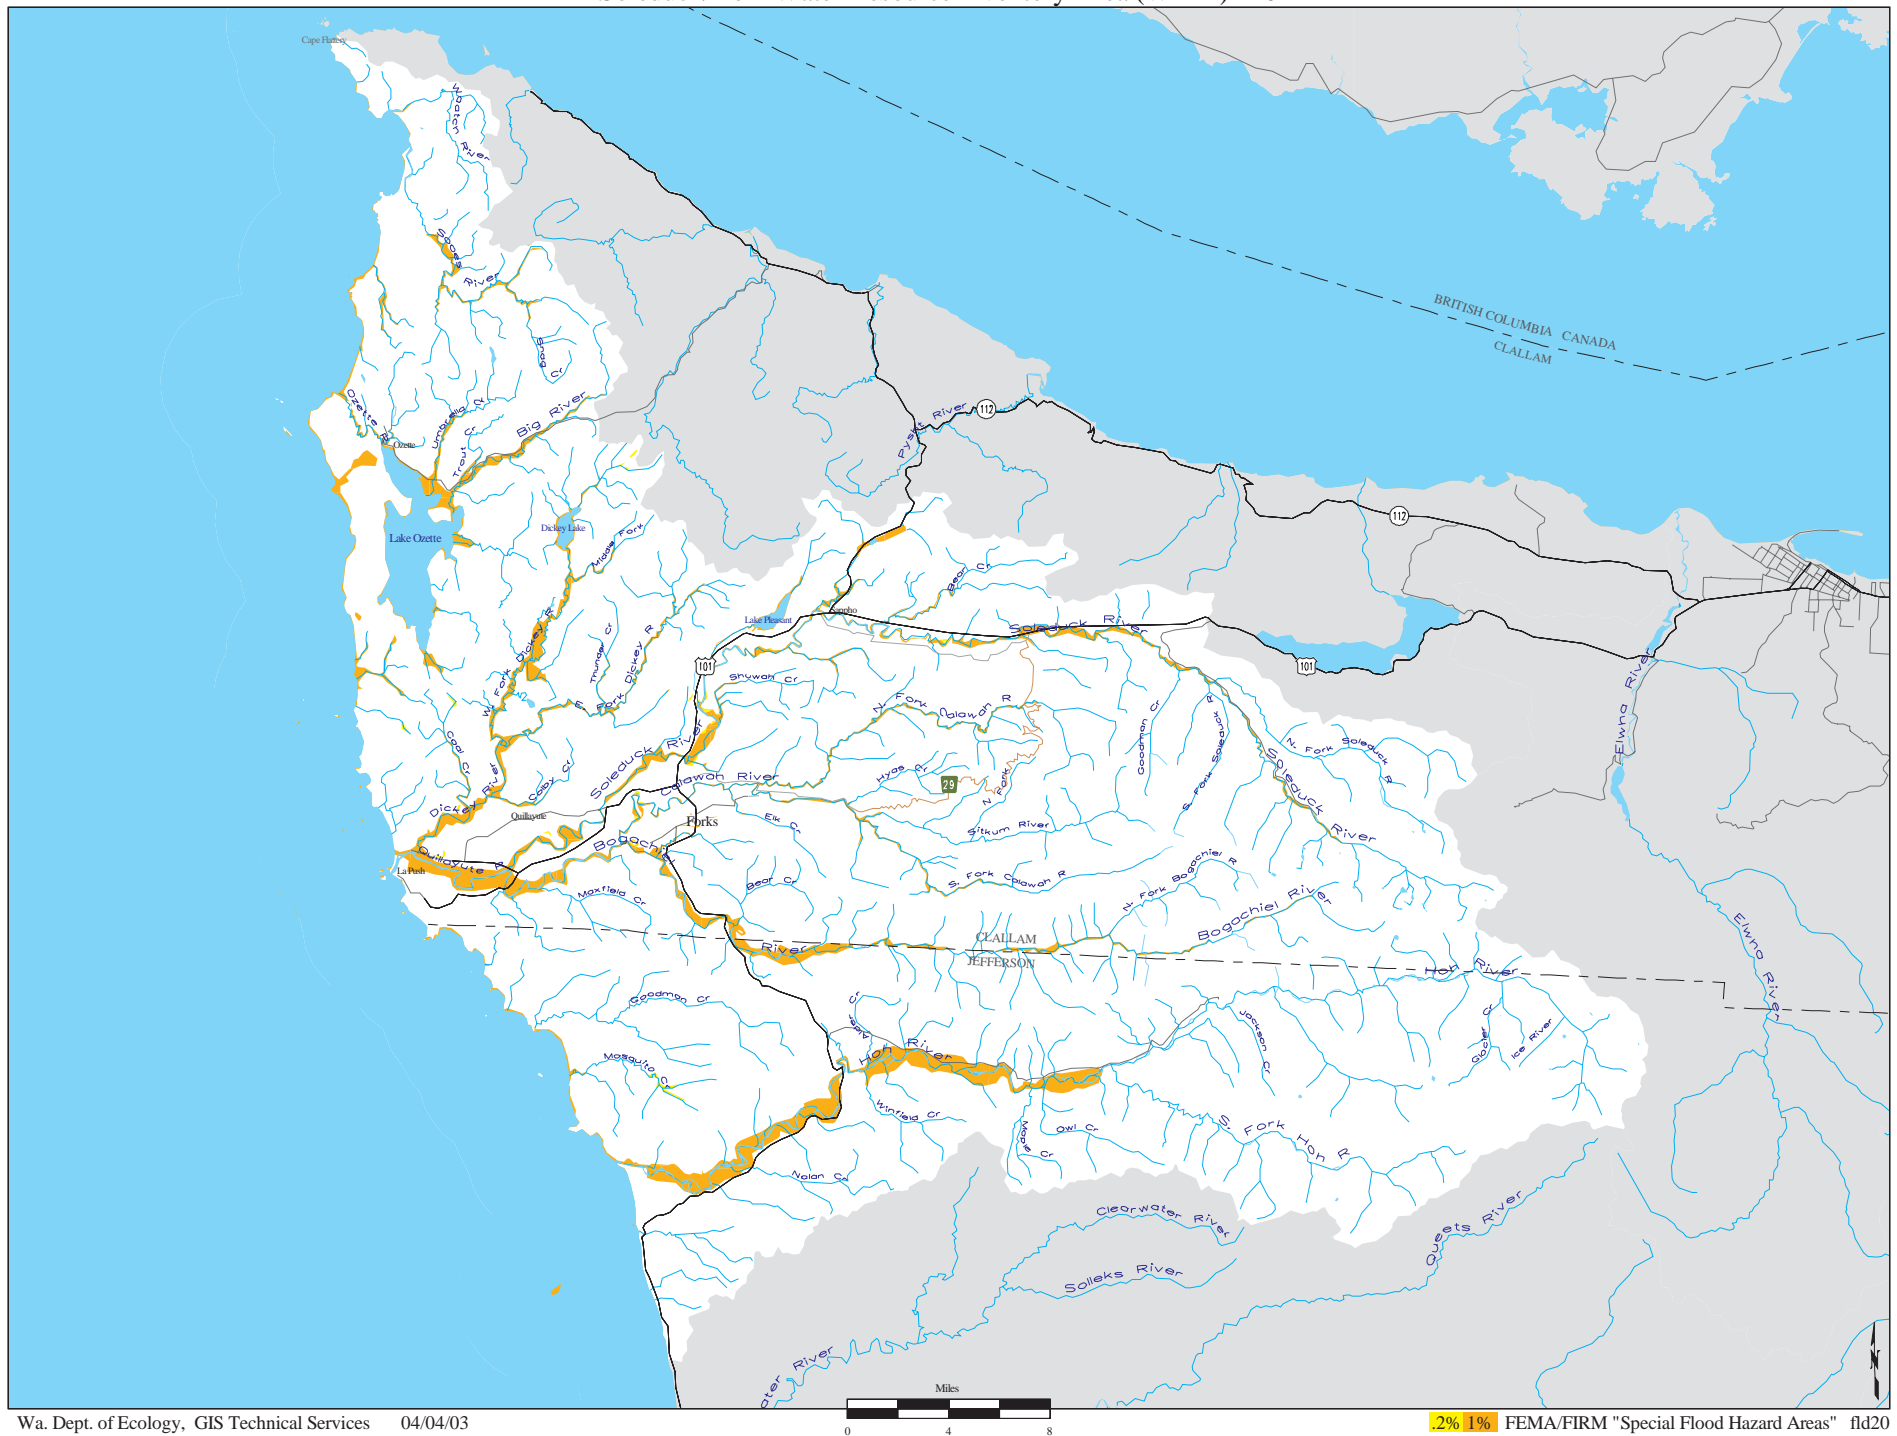 Cape Flattery
Waatch River
Sooes River
Snag Cr
BRITISH COLUMBIA CANADA
CLALLAM
Ozette R
Umbrella Cr
Trout Cr
Big River
Ozette
Pysht River
112
112
Lake Ozette
Dickey Lake
Middle Fork
W. Fork Dickey R
Thunder Cr
E. Fork Dickey R
Lake Pleasant
Sappho
Bear Cr
Soleduck River
101
101
Shuwah Cr
N. Fork Calawah R
Goodman Cr
S. Fork Soleduck R
N. Fork Soleduck R
Soleduck River
Elwha River
Coal Cr
Dickey River
Colby Cr
Soleduck River
Calawah River
Hyas Cr
29
N. Fork
Sitkum River
Quillayute
Forks
Elk Cr
Bogachiel
Quillayute R
La Push
Maxfield Cr
Bear Cr
S. Fork Calawah R
N. Fork Bogachiel R
Bogachiel River
River
CLALLAM
JEFFERSON
Hoh River
Elwha River
Goodman Cr
Alder Cr
Hoh River
Mosquito Cr
Jackson Cr
Glacier Cr
Ice River
Winfield Cr
Maple Cr
Owl Cr
S. Fork Hoh R
Nolan Cr
Clearwater River
Solleks River
Queets River
ater River
N
Miles
0 4 8
Wa. Dept. of Ecology, GIS Technical Services 04/04/03
.2% 1% FEMA/FIRM "Special Flood Hazard Areas" fld20